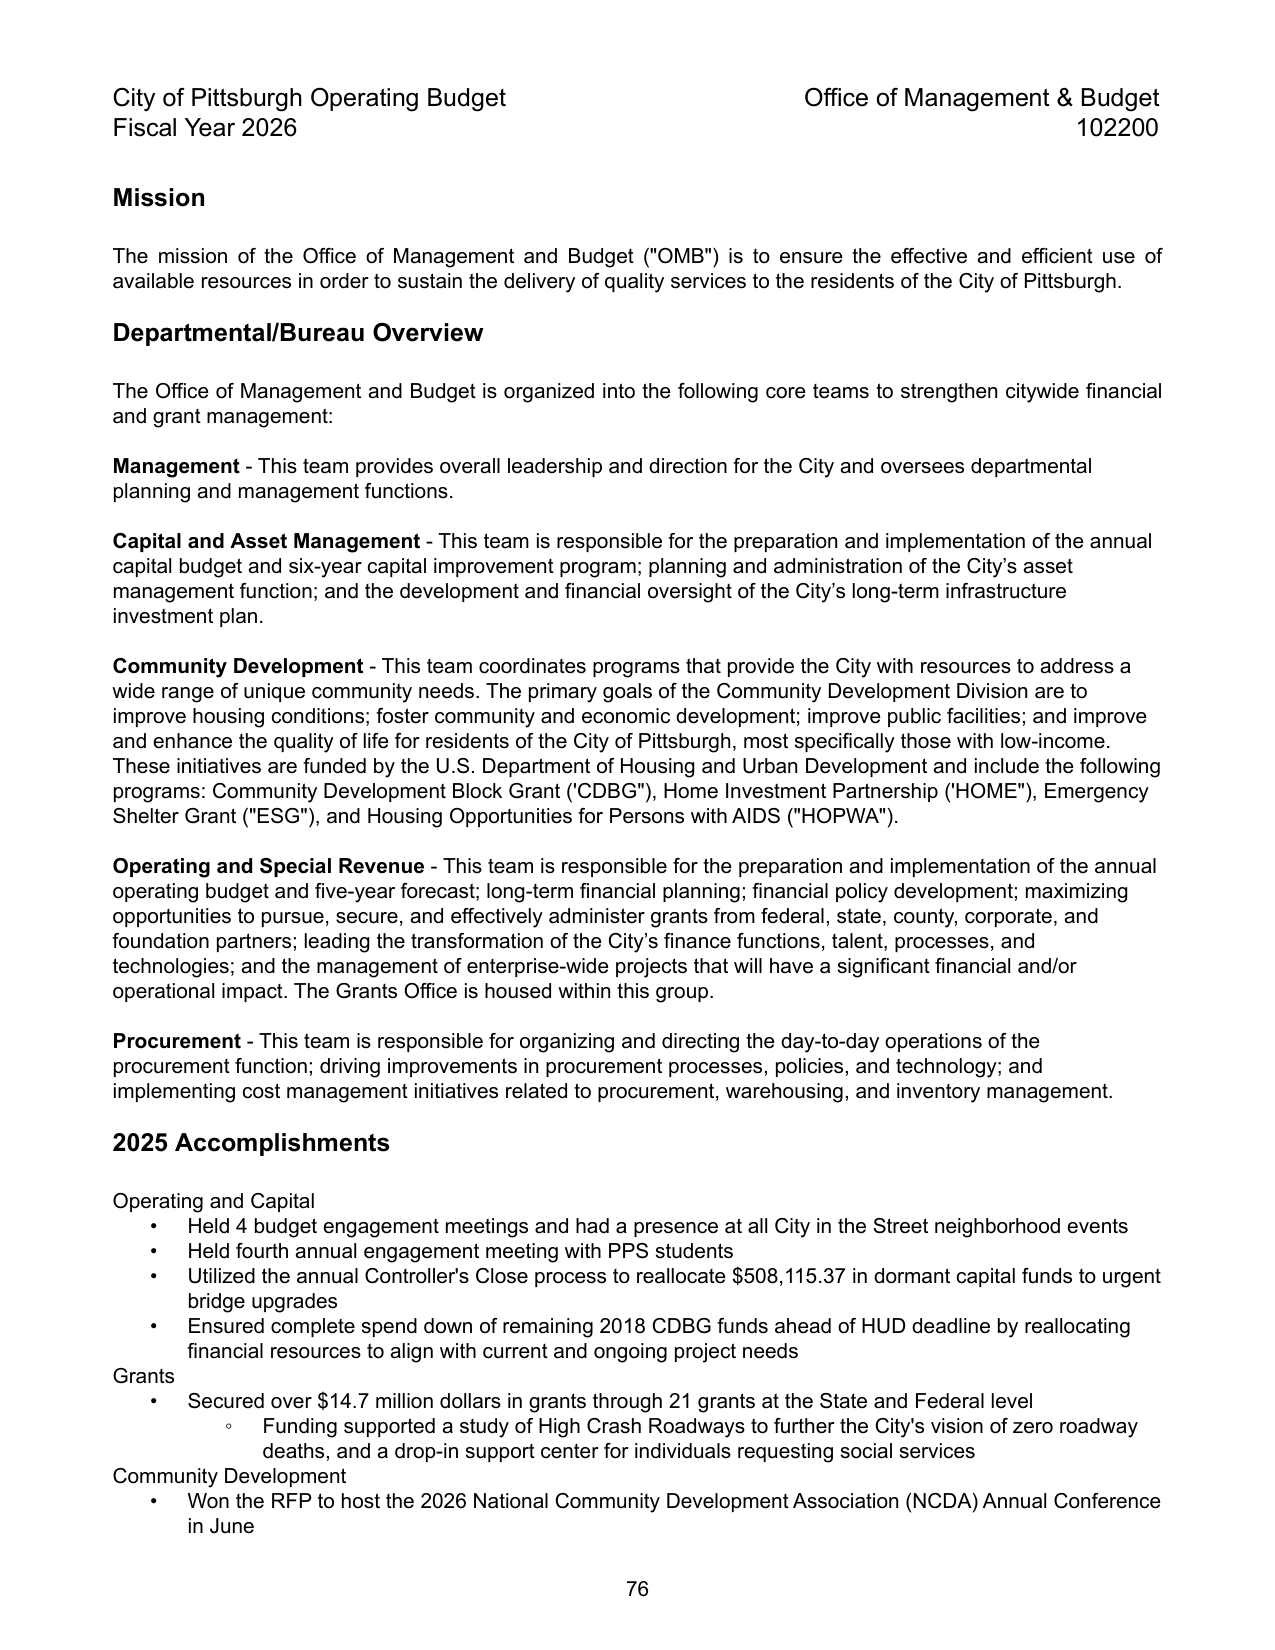 City of Pittsburgh Operating Budget
Fiscal Year 2026
Office of Management & Budget
102200
Mission
The mission of the Office of Management and Budget ("OMB") is to ensure the effective and efficient use of
available resources in order to sustain the delivery of quality services to the residents of the City of Pittsburgh.
Departmental/Bureau Overview
The Office of Management and Budget is organized into the following core teams to strengthen citywide financial
and grant management:
Management - This team provides overall leadership and direction for the City and oversees departmental
planning and management functions.
Capital and Asset Management - This team is responsible for the preparation and implementation of the annual
capital budget and six-year capital improvement program; planning and administration of the City’s asset
management function; and the development and financial oversight of the City’s long-term infrastructure
investment plan.
Community Development - This team coordinates programs that provide the City with resources to address a
wide range of unique community needs. The primary goals of the Community Development Division are to
improve housing conditions; foster community and economic development; improve public facilities; and improve
and enhance the quality of life for residents of the City of Pittsburgh, most specifically those with low-income.
These initiatives are funded by the U.S. Department of Housing and Urban Development and include the following
programs: Community Development Block Grant ('CDBG"), Home Investment Partnership ('HOME"), Emergency
Shelter Grant ("ESG"), and Housing Opportunities for Persons with AIDS ("HOPWA").
Operating and Special Revenue - This team is responsible for the preparation and implementation of the annual
operating budget and five-year forecast; long-term financial planning; financial policy development; maximizing
opportunities to pursue, secure, and effectively administer grants from federal, state, county, corporate, and
foundation partners; leading the transformation of the City’s finance functions, talent, processes, and
technologies; and the management of enterprise-wide projects that will have a significant financial and/or
operational impact. The Grants Office is housed within this group.
Procurement - This team is responsible for organizing and directing the day-to-day operations of the
procurement function; driving improvements in procurement processes, policies, and technology; and
implementing cost management initiatives related to procurement, warehousing, and inventory management.
2025 Accomplishments
Operating and Capital
• Held 4 budget engagement meetings and had a presence at all City in the Street neighborhood events
• Held fourth annual engagement meeting with PPS students
• Utilized the annual Controller's Close process to reallocate $508,115.37 in dormant capital funds to urgent
bridge upgrades
• Ensured complete spend down of remaining 2018 CDBG funds ahead of HUD deadline by reallocating
financial resources to align with current and ongoing project needs
Grants
• Secured over $14.7 million dollars in grants through 21 grants at the State and Federal level
◦ Funding supported a study of High Crash Roadways to further the City's vision of zero roadway
deaths, and a drop-in support center for individuals requesting social services
Community Development
• Won the RFP to host the 2026 National Community Development Association (NCDA) Annual Conference
in June
76